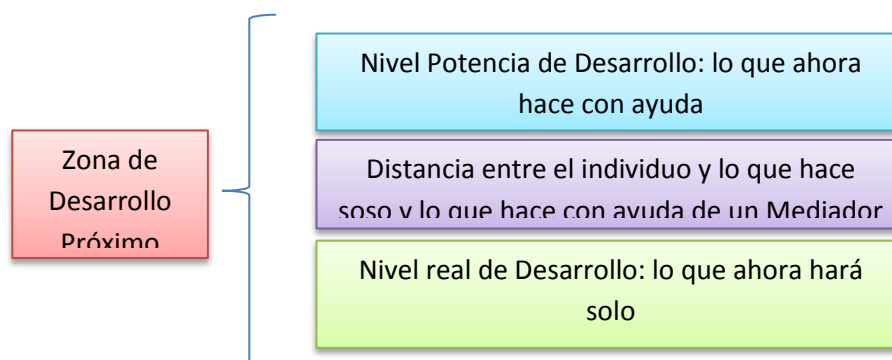 Zona de
Desarrollo
Próximo
Nivel Potencia de Desarrollo: lo que ahora
hace con ayuda
Distancia entre el individuo y lo que hace
soso y lo que hace con ayuda de un Mediador
Nivel real de Desarrollo: lo que ahora hará
solo